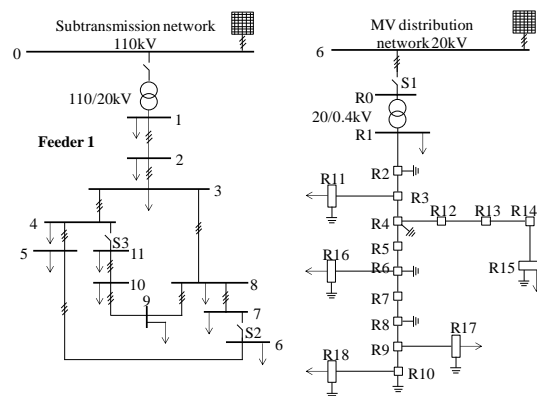 Subtransmission network
110kV
0
110/20kV
1
Feeder 1
2
3
4
S3
5
11
10
9
8
7
S2
6
MV distribution
network 20kV
6
S1
R0
20/0.4kV
R1
R2
R11
R3
R4
R12
R13
R14
R5
R15
R16
R6
R7
R8
R17
R9
R18
R10